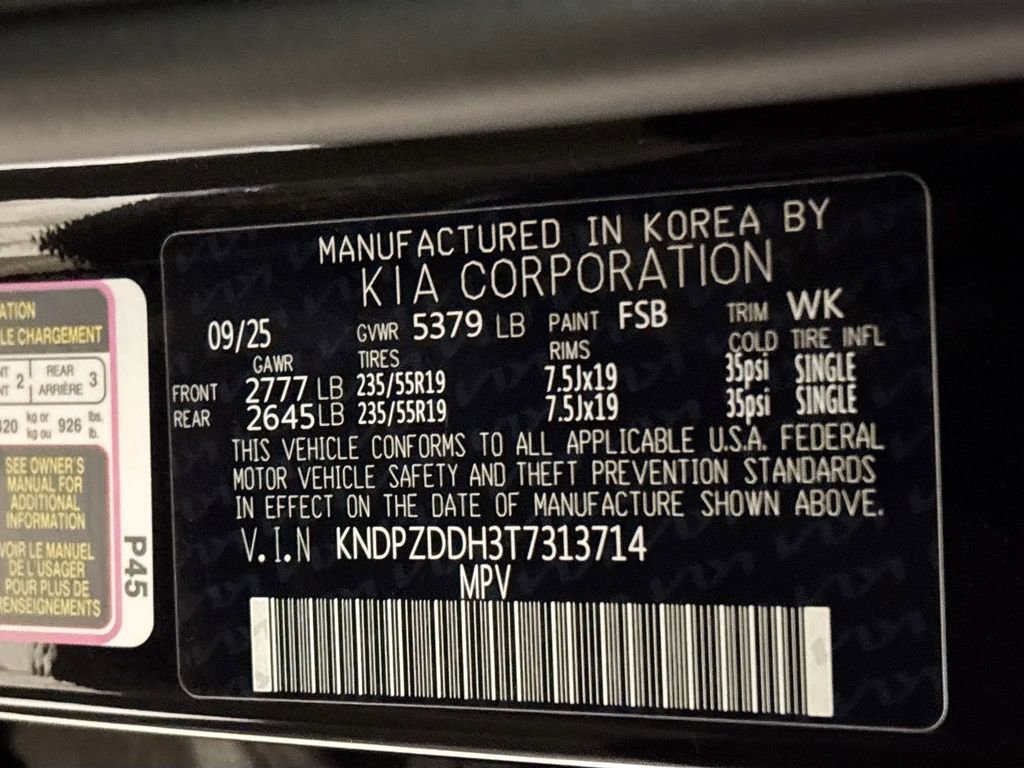 ATION
LE CHARGEMENT
NT 2 REAR 3
NT ARRIÈRE
420 kg or 926 lbs.
kg ou lb.
SEE OWNER'S
MANUAL FOR
ADDITIONAL
INFORMATION
VOIR LE MANUEL
DE L'USAGER
POUR PLUS DE
RENSEIGNEMENTS
P45
MANUFACTURED IN KOREA BY
KIA CORPORATION
09/25 GVWR 5379 LB PAINT FSB TRIM WK
GAWR TIRES RIMS COLD TIRE INFL
FRONT 2777 LB 235/55R19 7.5Jx19 35psi SINGLE
REAR 2645 LB 235/55R19 7.5Jx19 35psi SINGLE
THIS VEHICLE CONFORMS TO ALL APPLICABLE U.S.A. FEDERAL
MOTOR VEHICLE SAFETY AND THEFT PREVENTION STANDARDS
IN EFFECT ON THE DATE OF MANUFACTURE SHOWN ABOVE.
V.I.N KNDPZDDH3T7313714
MPV